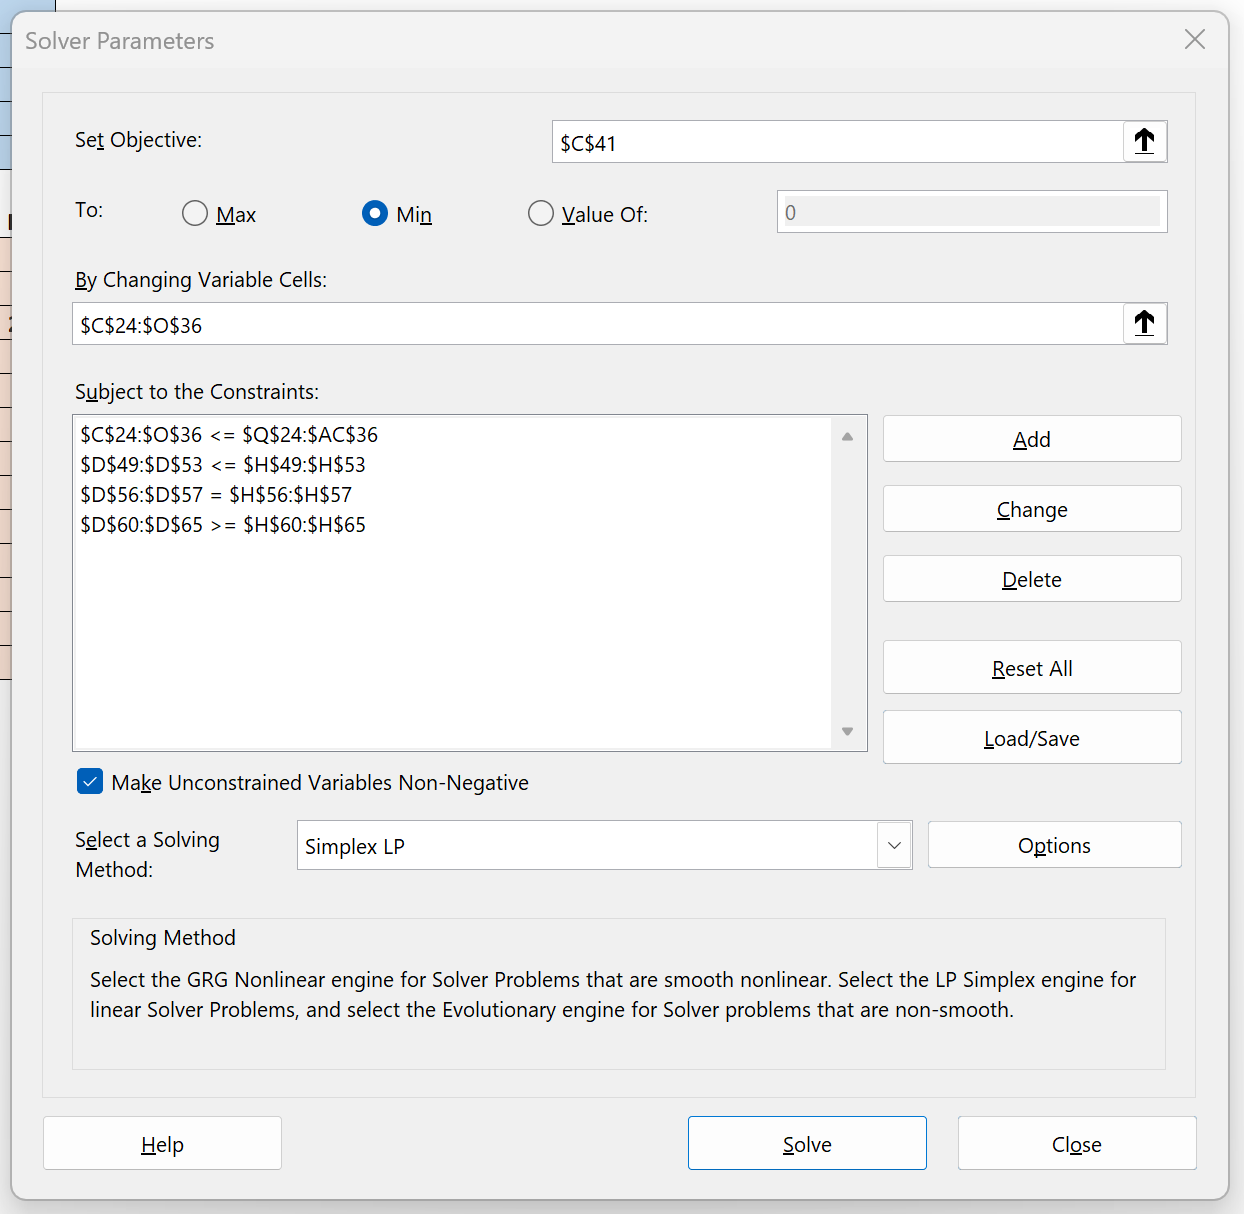 Solver Parameters
Set Objective:
$C$41
To:
Max
Min
Value Of:
0
By Changing Variable Cells:
$C$24:$O$36
Subject to the Constraints:
$C$24:$O$36 <= $Q$24:$AC$36
$D$49:$D$53 <= $H$49:$H$53
$D$56:$D$57 = $H$56:$H$57
$D$60:$D$65 >= $H$60:$H$65
Add
Change
Delete
Reset All
Load/Save
Make Unconstrained Variables Non-Negative
Select a Solving
Method:
Simplex LP
Options
Solving Method
Select the GRG Nonlinear engine for Solver Problems that are smooth nonlinear. Select the LP Simplex engine for
linear Solver Problems, and select the Evolutionary engine for Solver problems that are non-smooth.
Help
Solve
Close